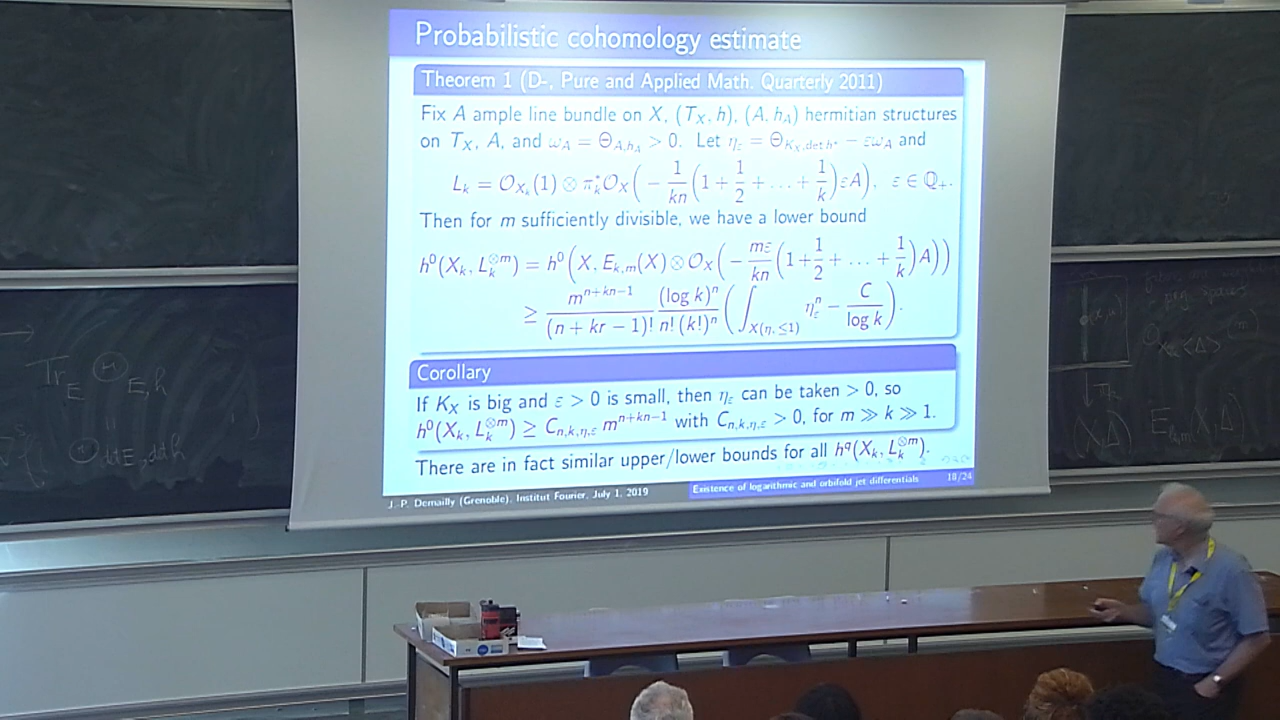 Probabilistic cohomology estimate
Theorem 1 (D-, Pure and Applied Math. Quarterly 2011)
Fix A ample line bundle on X, (T_X, h), (A, h_A) hermitian structures
on T_X, A, and ω_A = Θ_{A,h_A} > 0. Let η_ε = Θ_{K_X,det h*} − εω_A and
L_k = O_{X_k}(1) ⊗ π_k^* O_X(− 1/kn (1 + 1/2 + … + 1/k) εA), ε ∈ ℚ_+.
Then for m sufficiently divisible, we have a lower bound
h^0(X_k, L_k^{⊗m}) = h^0(X, E_{k,m}(X) ⊗ O_X(− mε/kn (1 + 1/2 + … + 1/k) A))
≥ m^{n+kn−1}/(n + kr − 1)! (log k)^n/n! (k!)^n (∫_{X(η,≤1)} η_ε^n − C/log k).
Corollary
If K_X is big and ε > 0 is small, then η_ε can be taken > 0, so
h^0(X_k, L_k^{⊗m}) ≥ C_{n,k,η,ε} m^{n+kn−1} with C_{n,k,η,ε} > 0, for m ≫ k ≫ 1.
There are in fact similar upper/lower bounds for all h^q(X_k, L_k^{⊗m}).
J.-P. Demailly (Grenoble), Institut Fourier, July 1, 2019
Existence of logarithmic and orbifold jet differentials
18/24
Tr_E Θ_{E,h}
(X,Δ)